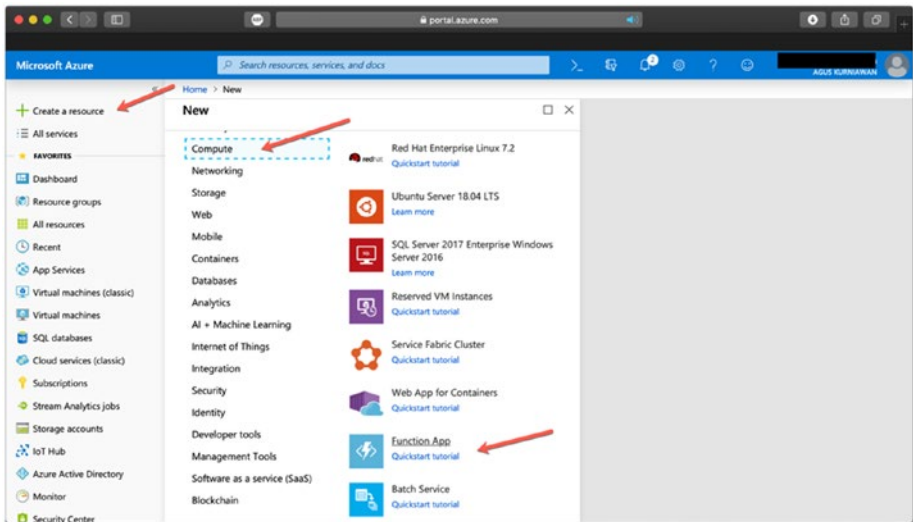 portal.azure.com
Microsoft Azure
Search resources, services, and docs
2
AGUS KURNIAWAN
Create a resource
All services
FAVORITES
Dashboard
Resource groups
All resources
Recent
App Services
Virtual machines (classic)
Virtual machines
SQL databases
Cloud services (classic)
Subscriptions
Stream Analytics jobs
Storage accounts
IoT Hub
Azure Active Directory
Monitor
Security Center
Home > New
New
Compute
Networking
Storage
Web
Mobile
Containers
Databases
Analytics
AI + Machine Learning
Internet of Things
Integration
Security
Identity
Developer tools
Management Tools
Software as a service (SaaS)
Blockchain
redhat
Red Hat Enterprise Linux 7.2
Quickstart tutorial
Ubuntu Server 18.04 LTS
Learn more
SQL Server 2017 Enterprise Windows
Server 2016
Learn more
Reserved VM Instances
Quickstart tutorial
Service Fabric Cluster
Quickstart tutorial
Web App for Containers
Quickstart tutorial
Function App
Quickstart tutorial
Batch Service
Quickstart tutorial